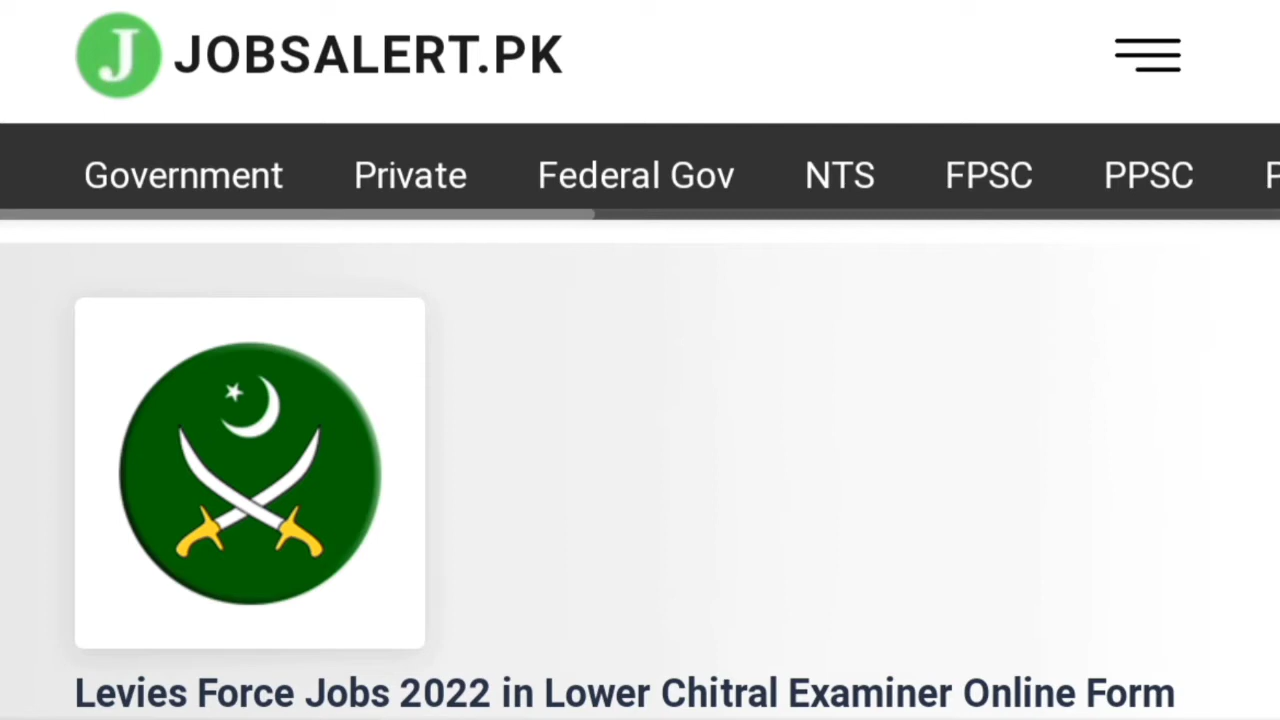 J JOBSALERT.PK
Government Private Federal Gov NTS FPSC PPSC
Levies Force Jobs 2022 in Lower Chitral Examiner Online Form